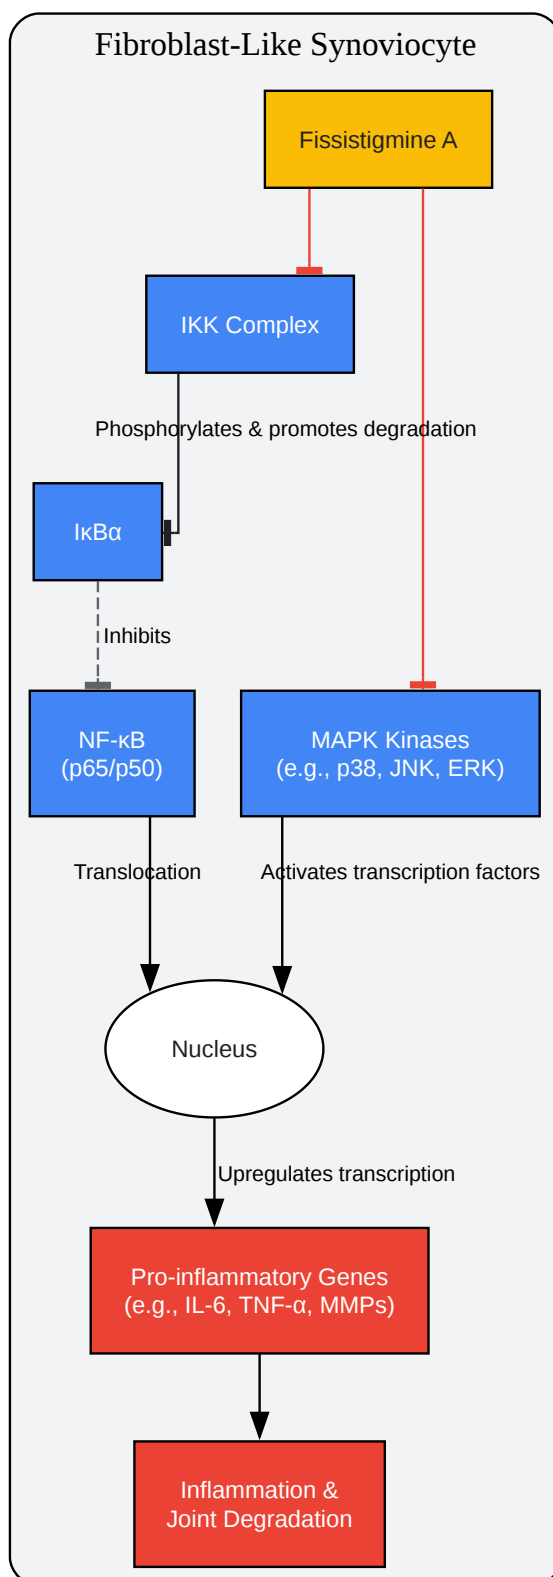 Fibroblast-Like Synoviocyte
Fissistigmine A
IKK Complex
Phosphorylates & promotes degradation
IκBα
Inhibits
NF-κB
(p65/p50)
MAPK Kinases
(e.g., p38, JNK, ERK)
Translocation
Activates transcription factors
Nucleus
Upregulates transcription
Pro-inflammatory Genes
(e.g., IL-6, TNF-α, MMPs)
Inflammation &
Joint Degradation